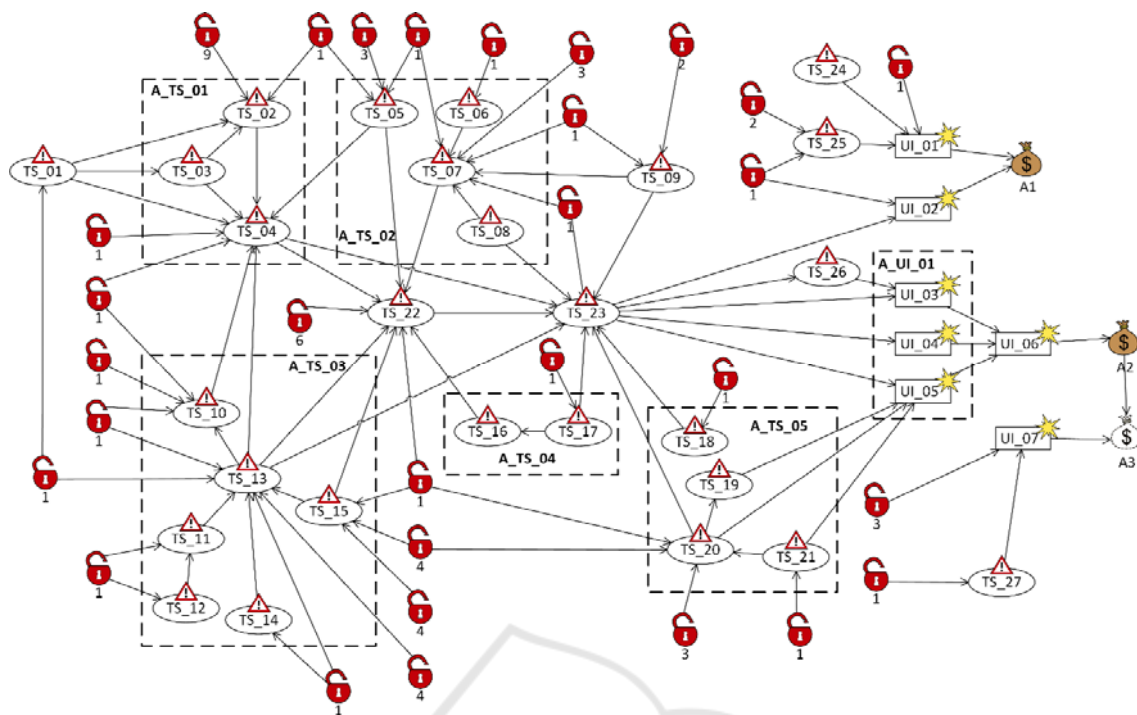 9
1
3
1
1
3
2
1
2
1
TS_24
A_TS_01
TS_02
TS_05
TS_06
TS_25
UI_01
$
A1
TS_01
TS_03
TS_07
TS_09
1
1
UI_02
TS_04
A_TS_02
TS_08
1
TS_26
A_UI_01
1
UI_03
1
6
TS_22
TS_23
UI_04
UI_06
$
A2
1
A_TS_03
1
1
UI_05
TS_10
1
TS_16
TS_17
TS_18
A_TS_05
UI_07
$
A3
A_TS_04
1
TS_13
TS_15
1
TS_19
3
TS_11
4
TS_20
TS_21
1
TS_12
TS_14
4
TS_27
1
3
1
1
4